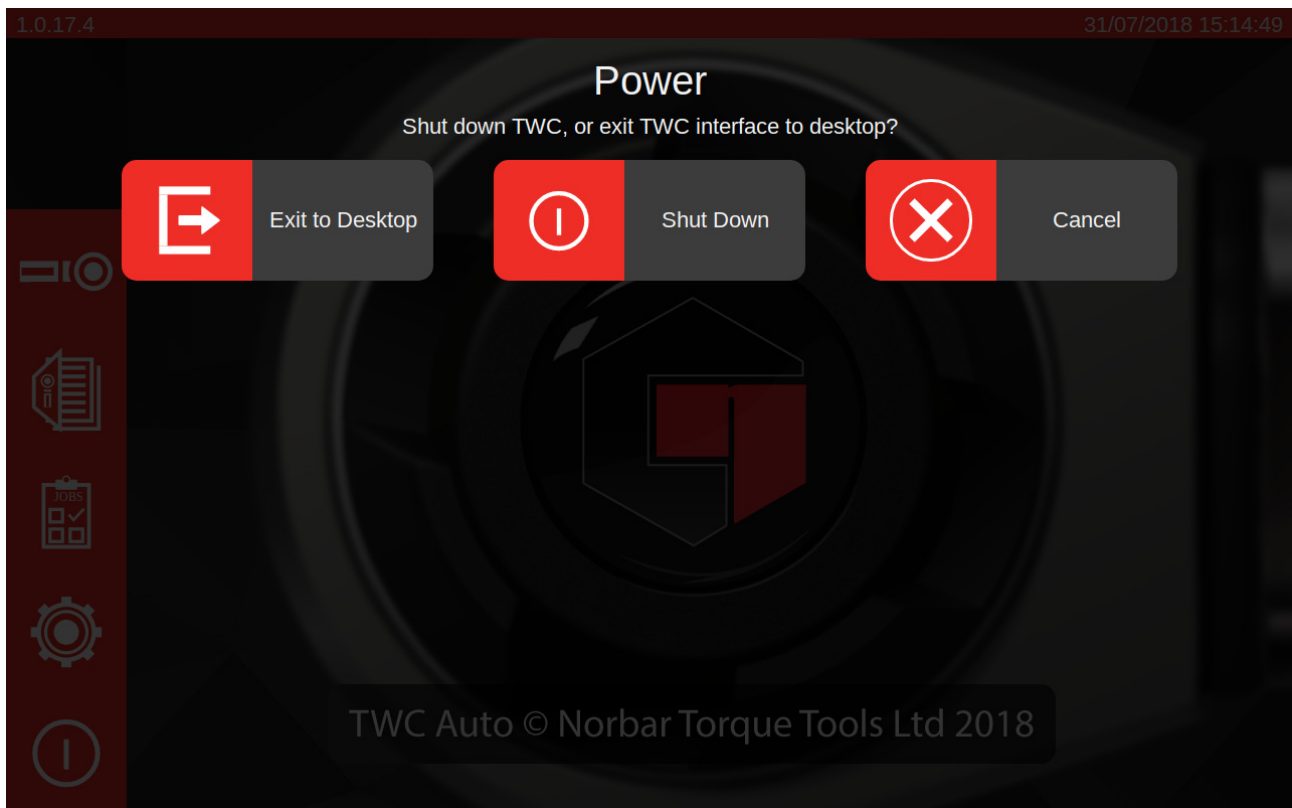 1.0.17.4
31/07/2018 15:14:49
Power
Shut down TWC, or exit TWC interface to desktop?
Exit to Desktop
Shut Down
Cancel
JOBS
TWC Auto © Norbar Torque Tools Ltd 2018